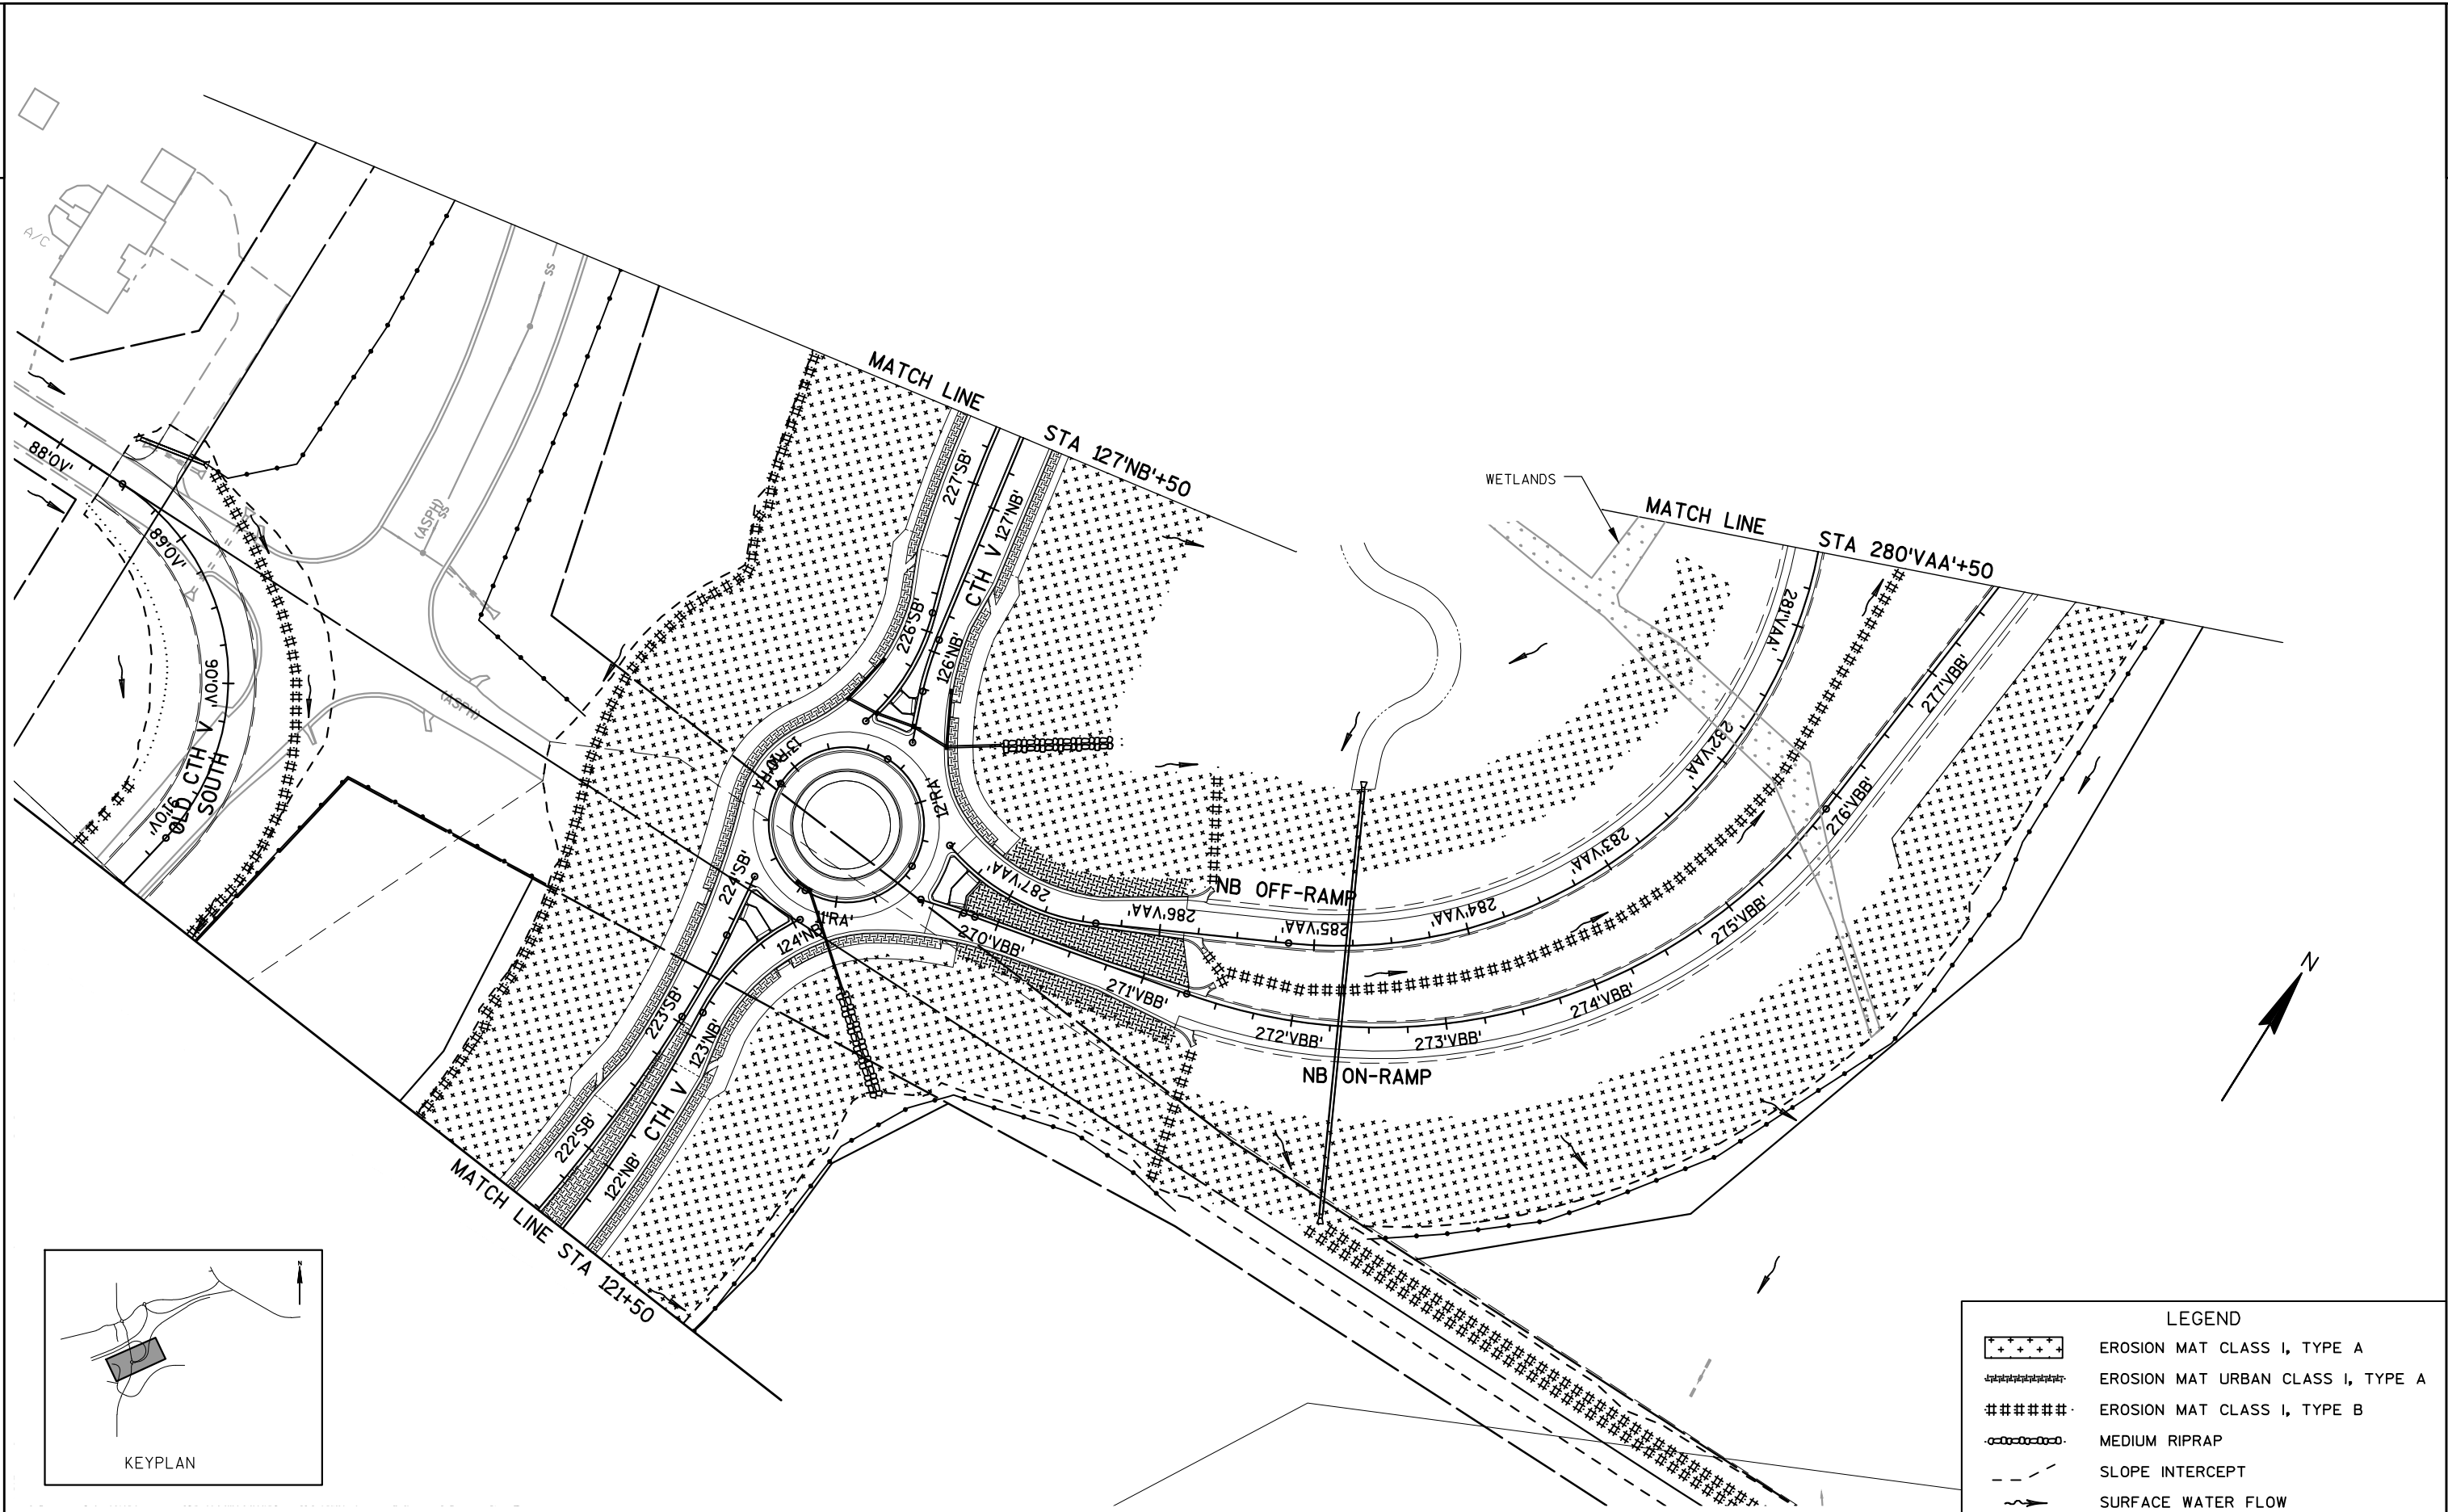 A/C
SS
MATCH LINE
STA 127'NB'+50
WETLANDS
MATCH LINE
STA 280'VAA'+50
88'OV'
89'OV'
90'OV'
91'OV'
OLD CTH V
SOUTH
(ASPH)
SS
(ASPH)
227'SB'
127'NB'
CTH V
226'SB'
126'NB'
281'VAA'
282'VAA'
283'VAA'
284'VAA'
285'VAA'
286'VAA'
287'VAA'
277'VBB'
276'VBB'
275'VBB'
274'VBB'
273'VBB'
272'VBB'
271'VBB'
270'VBB'
NB OFF-RAMP
NB ON-RAMP
13'RA'
12'RA'
224'SB'
124'NB'
223'SB'
123'NB'
CTH V
222'SB'
122'NB'
MATCH LINE STA 121+50
N
N
KEYPLAN
LEGEND
EROSION MAT CLASS I, TYPE A
EROSION MAT URBAN CLASS I, TYPE A
EROSION MAT CLASS I, TYPE B
MEDIUM RIPRAP
SLOPE INTERCEPT
SURFACE WATER FLOW